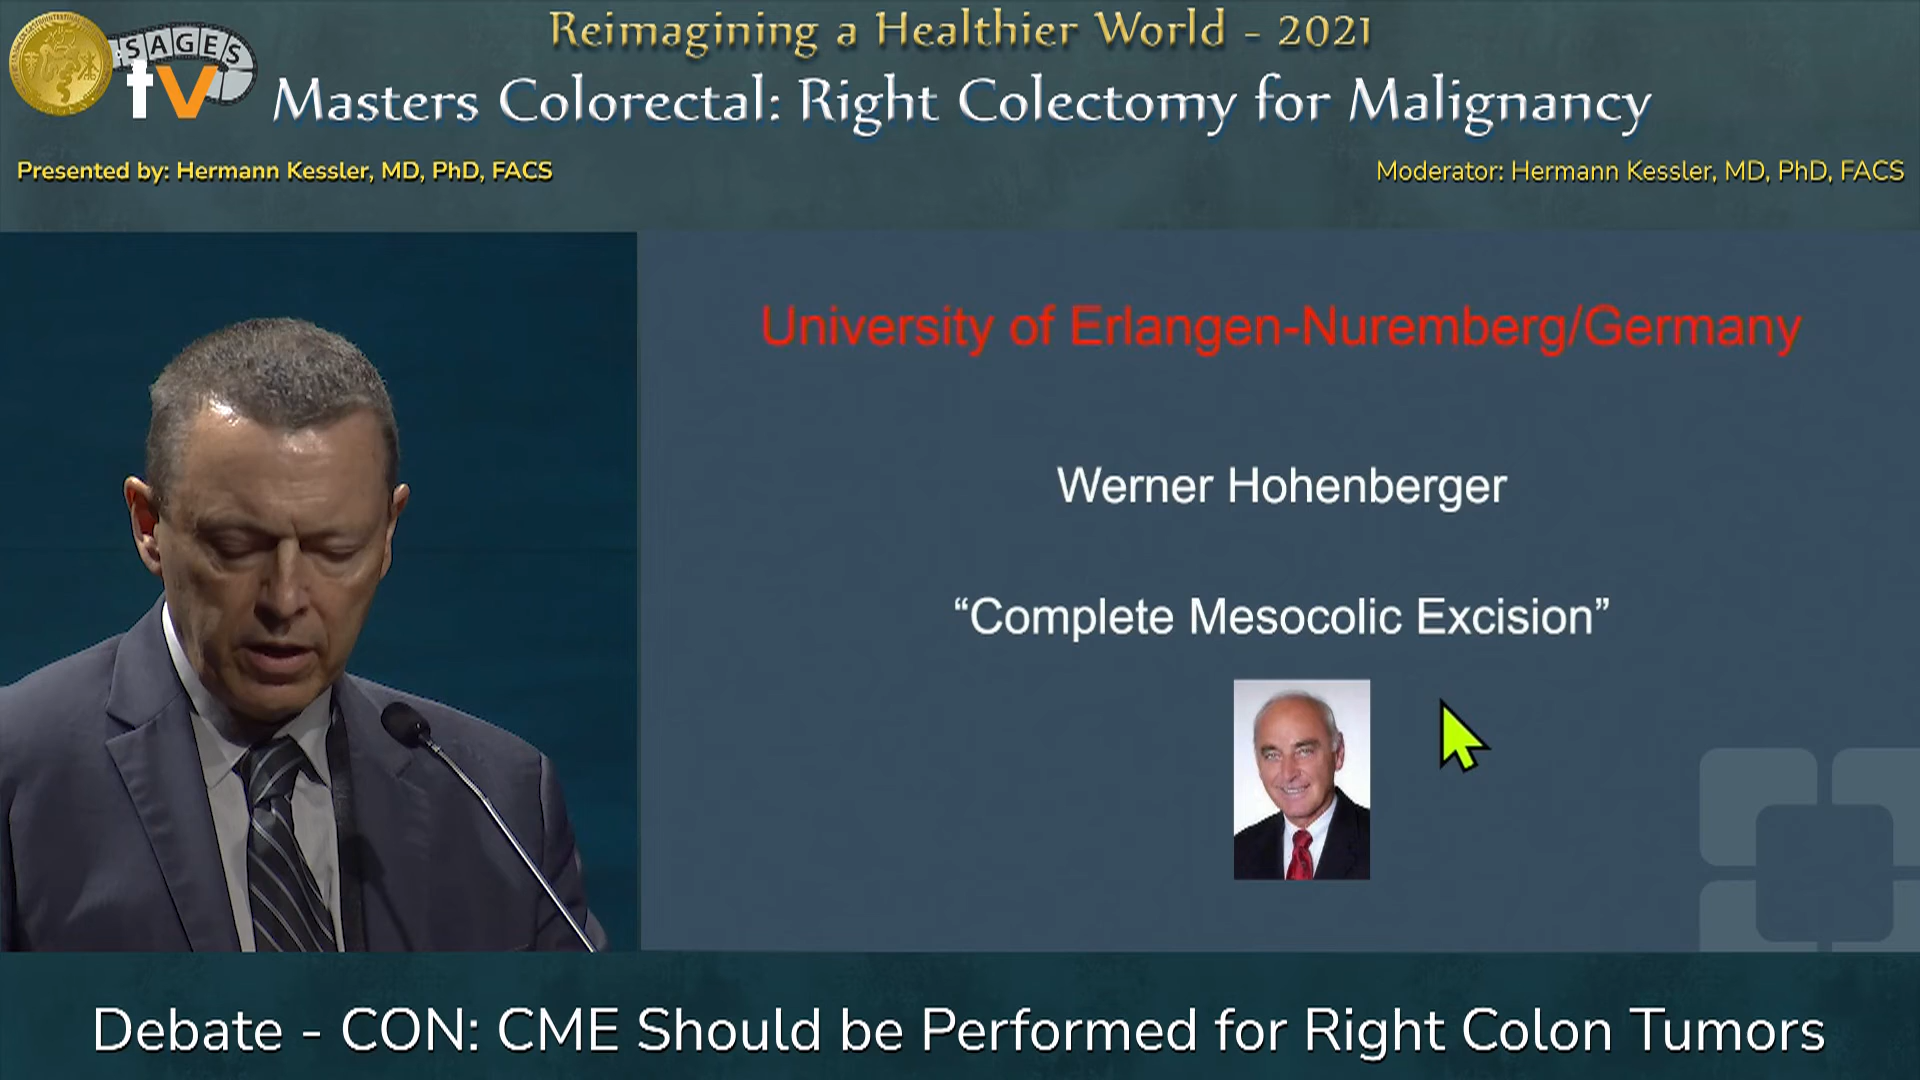 Reimagining a Healthier World - 2021
SAGES
tv
Masters Colorectal: Right Colectomy for Malignancy
Presented by: Hermann Kessler, MD, PhD, FACS
Moderator: Hermann Kessler, MD, PhD, FACS
University of Erlangen-Nuremberg/Germany
Werner Hohenberger
“Complete Mesocolic Excision”
Debate - CON: CME Should be Performed for Right Colon Tumors